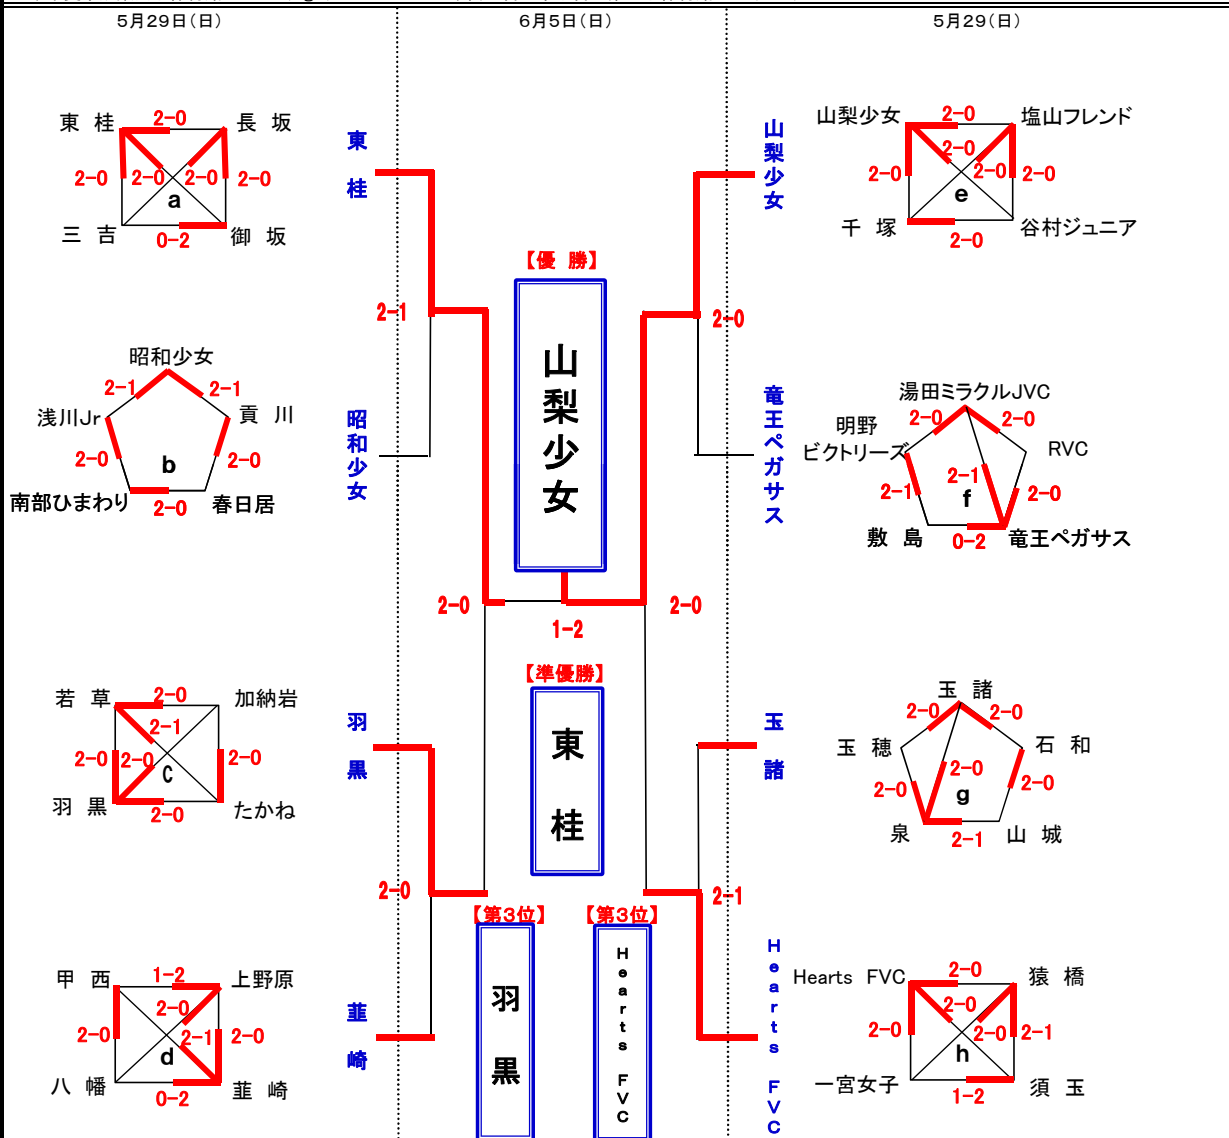 5月29日(日)
6月5日(日)
5月29(日)
東 桂
2-0
長 坂
2-0
2-0
2-0
2-0
a
三 吉
0-2
御 坂
昭和少女
2-1
2-1
浅川Jr
貢 川
2-0
b
2-0
南部ひまわり
2-0
春日居
若 草
2-0
加納岩
2-1
2-0
2-0
C
2-0
羽 黒
2-0
たかね
甲 西
1-2
上野原
2-0
2-0
2-1
2-0
d
八 幡
0-2
韮 崎
東桂
2-1
昭和少女
羽黒
2-0
韮崎
2-0
【優 勝】
山梨少女
1-2
【準優勝】
東桂
【第3位】
羽黒
【第3位】
Hearts FVC
2-0
山梨少女
2-0
竜王ペガサス
玉諸
2-1
Hearts FVC
山梨少女
2-0
塩山フレンド
2-0
2-0
2-0
2-0
e
千 塚
2-0
谷村ジュニア
湯田ミラクルJVC
2-0
2-0
明野
ビクトリーズ
RVC
2-1
2-1
2-0
f
敷 島
0-2
竜王ペガサス
玉 諸
2-0
2-0
玉 穂
石 和
2-0
2-0
2-0
g
泉
2-1
山 城
Hearts FVC
2-0
猿 橋
2-0
2-0
2-0
2-1
h
一宮女子
1-2
須 玉